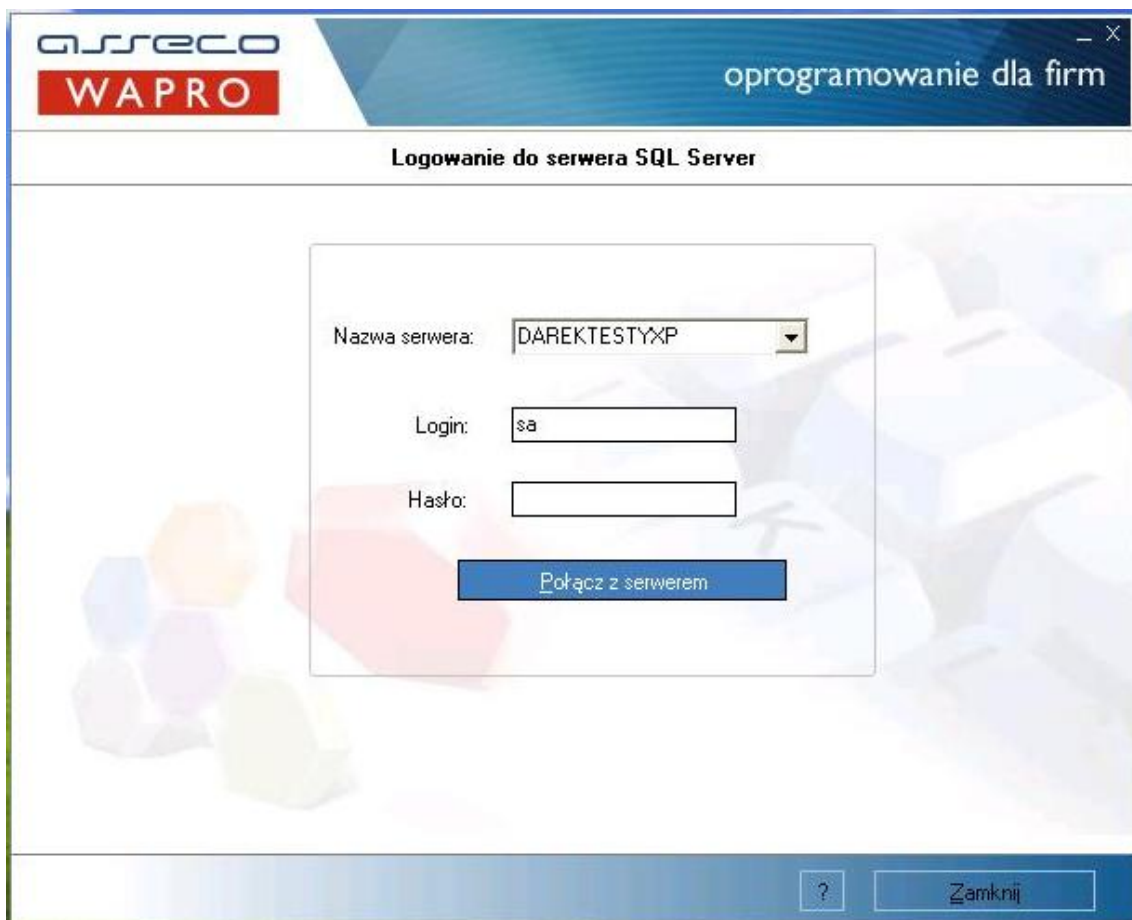 asseco
WAPRO
oprogramowanie dla firm
Logowanie do serwera SQL Server
Nazwa serwera: DAREKTESTYXP
Login: sa
Hasło:
Połącz z serwerem
? Zamknij